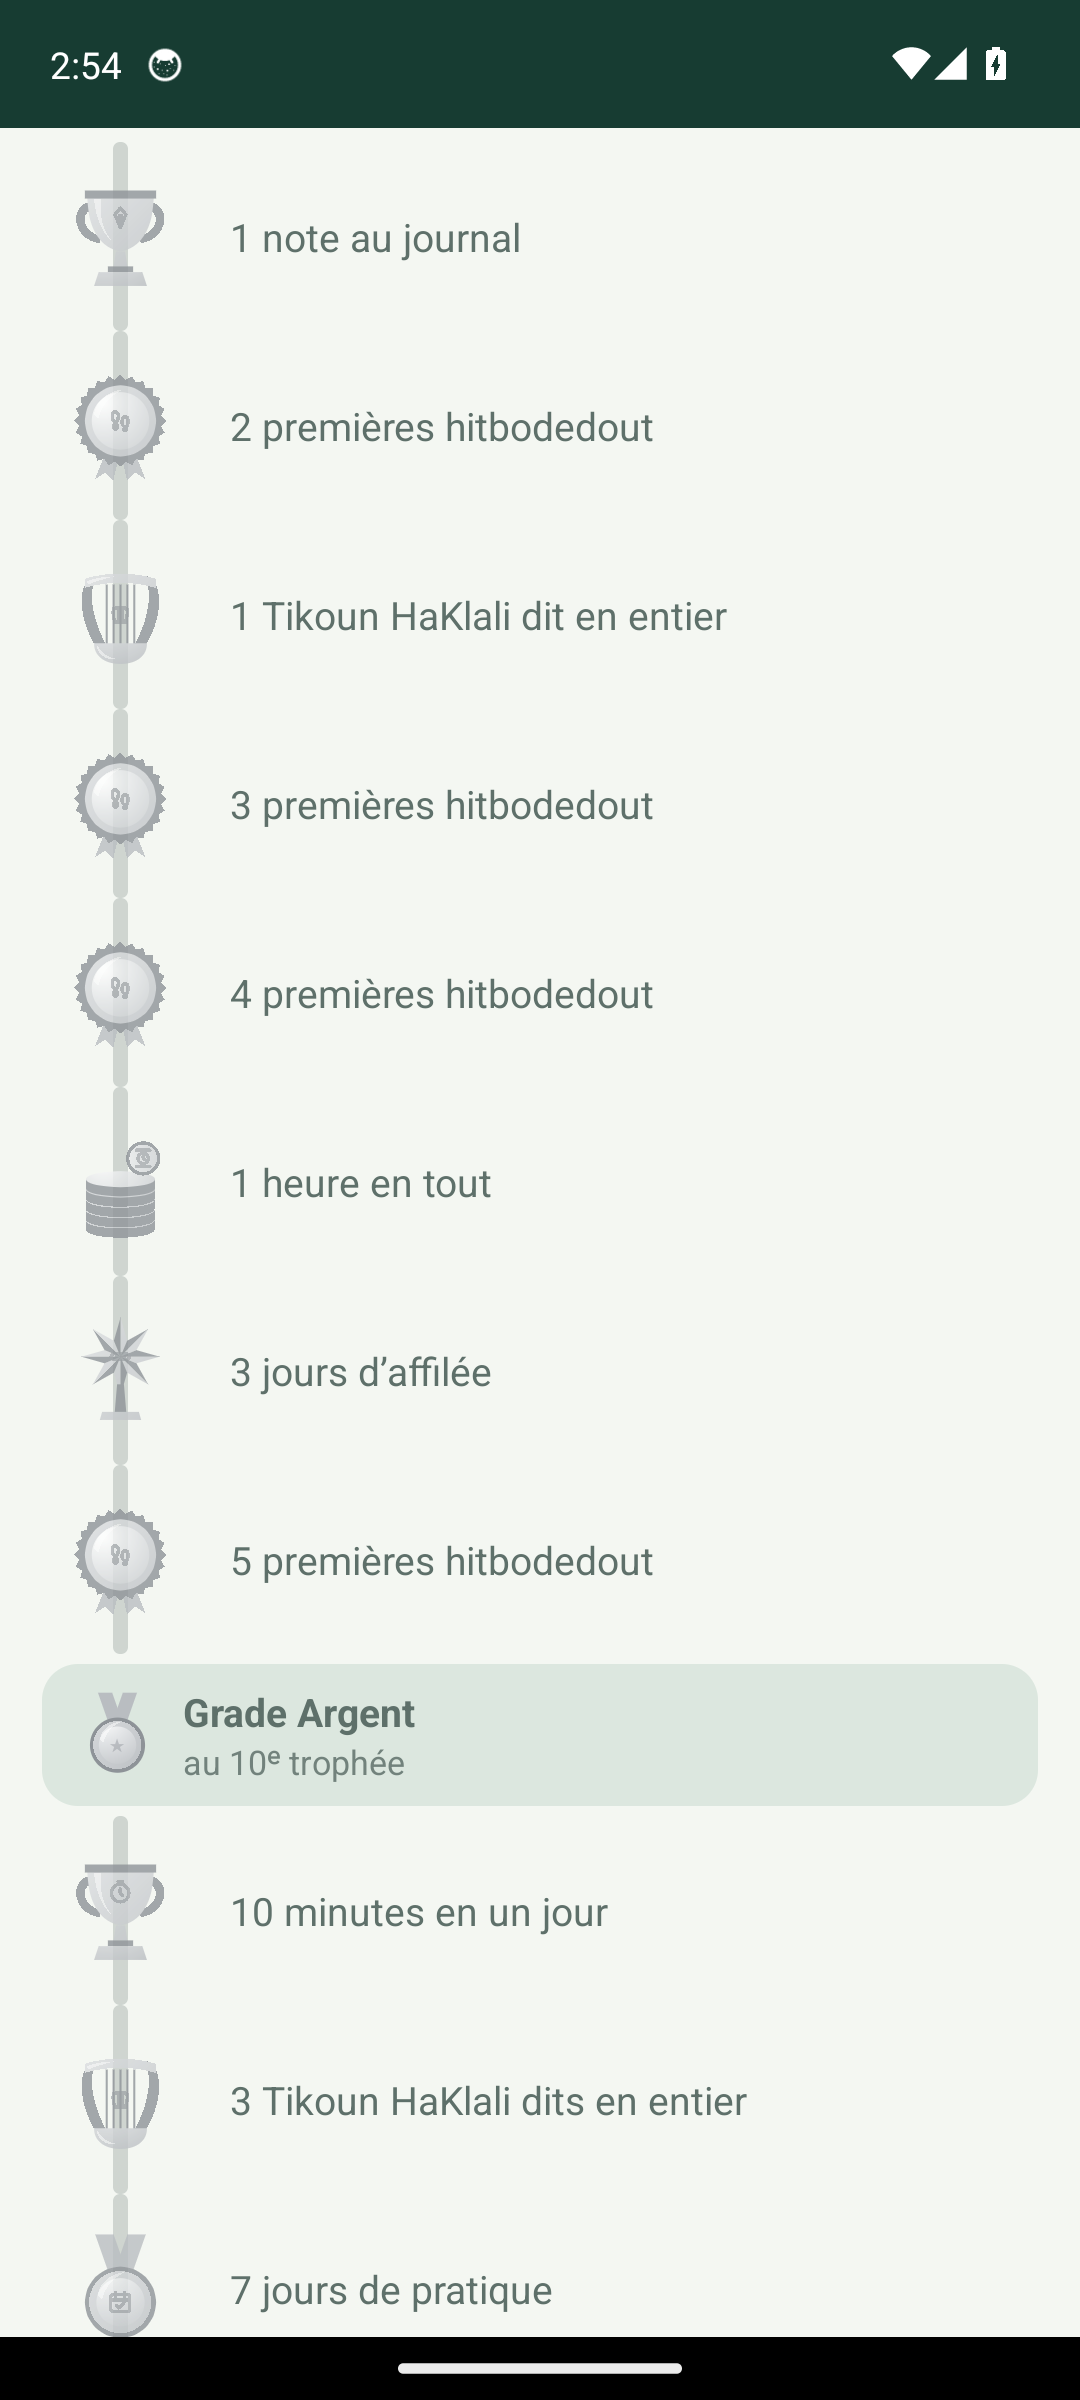 2:54
1 note au journal
2 premières hitbodedout
1 Tikoun HaKlali dit en entier
3 premières hitbodedout
4 premières hitbodedout
1 heure en tout
3 jours d’affilée
5 premières hitbodedout
Grade Argent
au 10ᵉ trophée
10 minutes en un jour
3 Tikoun HaKlali dits en entier
7 jours de pratique